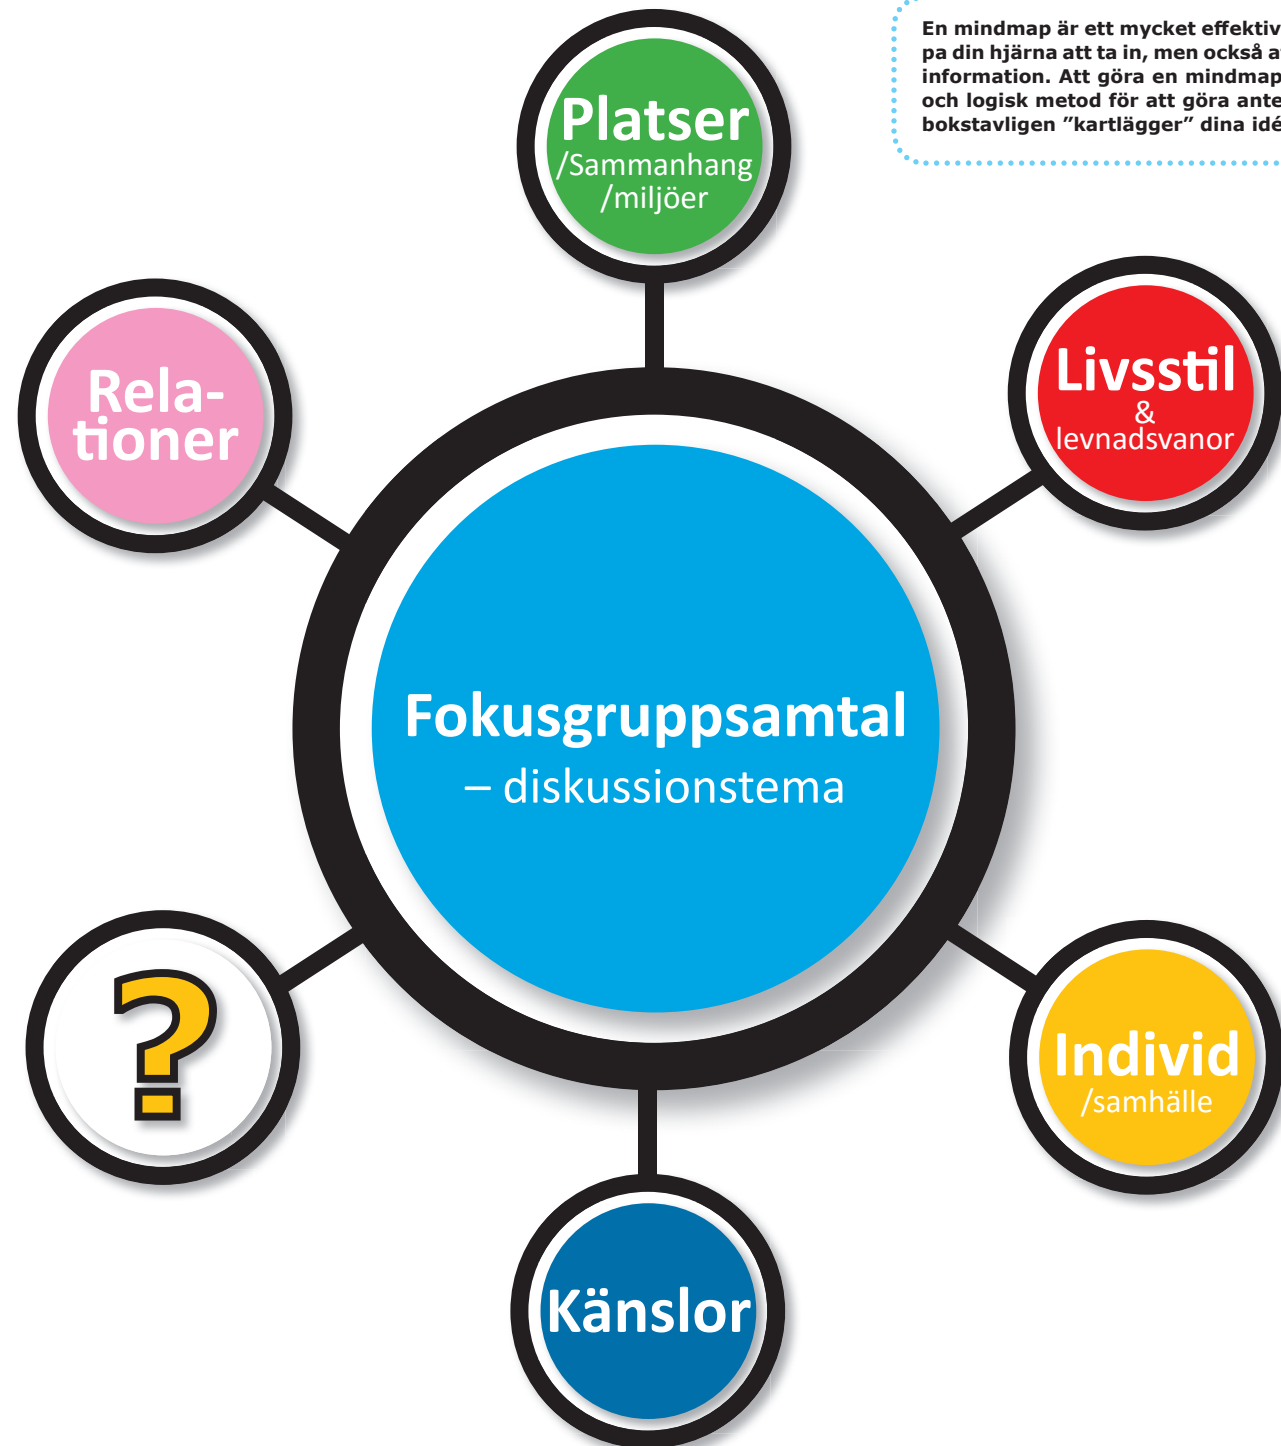 En mindmap är ett mycket effektiv
pa din hjärna att ta in, men också
information. Att göra en mindmap
och logisk metod för att göra ante
bokstavligen ”kartlägger” dina idé
Platser
/Sammanhang
/miljöer
Rela-
tioner
Livsstil
&
levnadsvanor
Fokusgruppsamtal
– diskussionstema
?
Individ
/samhälle
Känslor